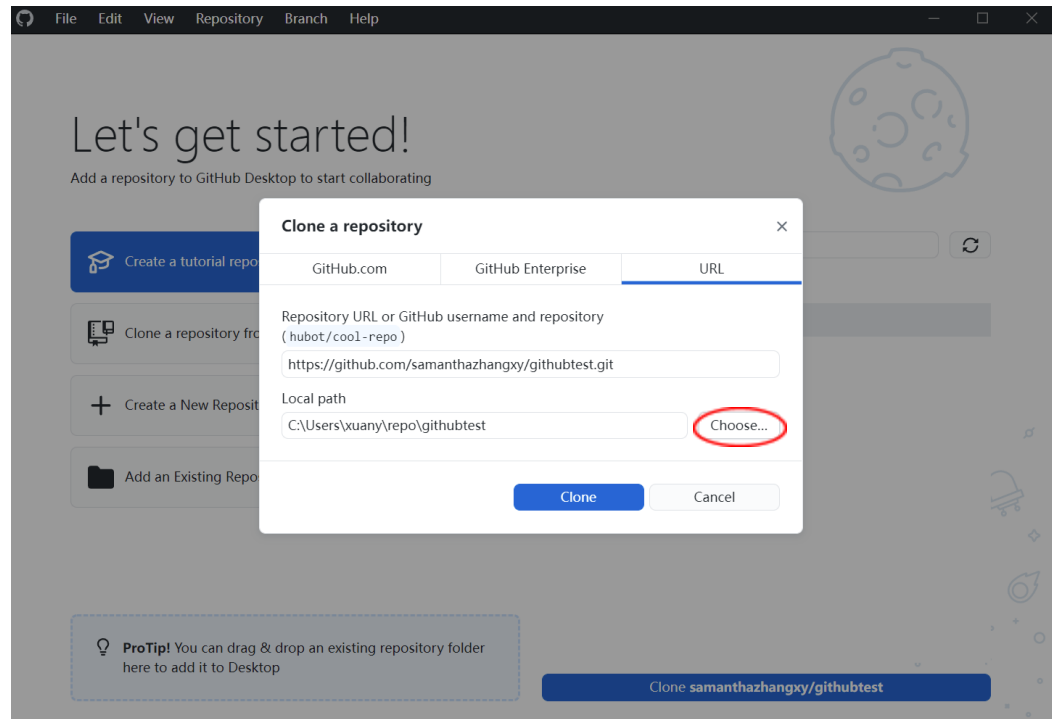 File Edit View Repository Branch Help
Let's get started!
Add a repository to GitHub Desktop to start collaborating
Create a tutorial repo
Clone a repository fro
Create a New Reposit
Add an Existing Repo
Clone a repository
GitHub.com GitHub Enterprise URL
Repository URL or GitHub username and repository
(hubot/cool-repo)
https://github.com/samanthazhangxy/githubtest.git
Local path
C:\Users\xuany\repo\githubtest Choose...
Clone Cancel
ProTip! You can drag & drop an existing repository folder
here to add it to Desktop
Clone samanthazhangxy/githubtest